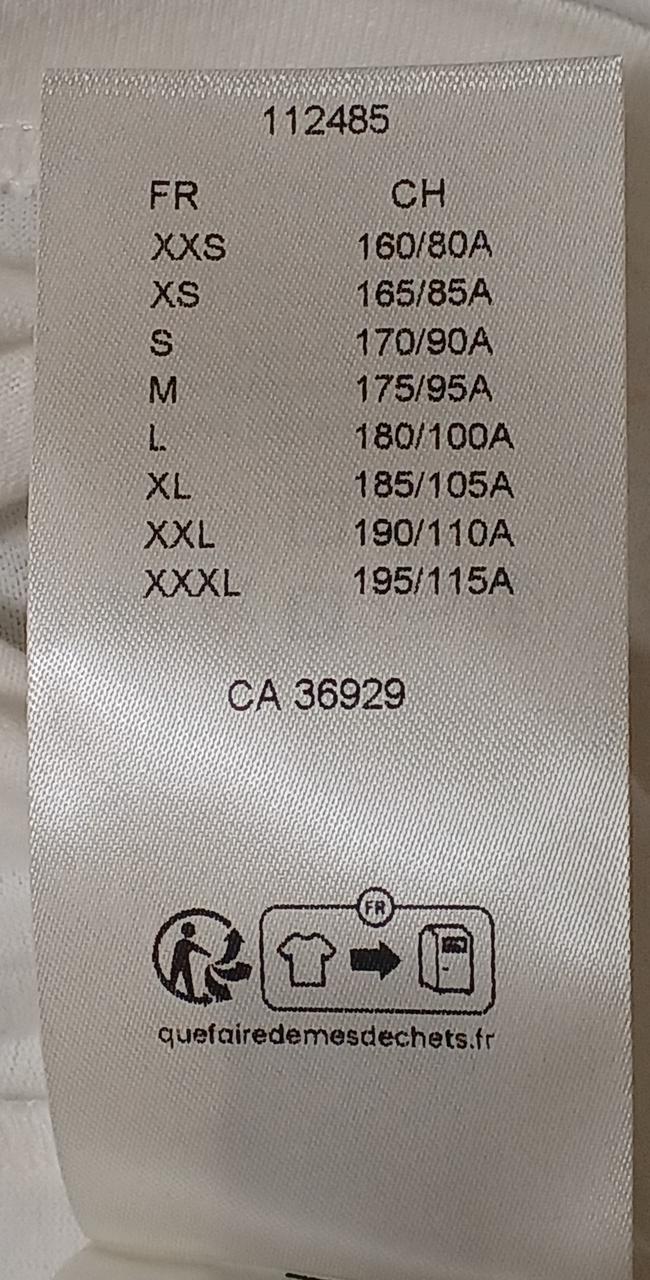 112485
FR CH
XXS 160/80A
XS 165/85A
S 170/90A
M 175/95A
L 180/100A
XL 185/105A
XXL 190/110A
XXXL 195/115A
CA 36929
FR
quefairedemesdechets.fr